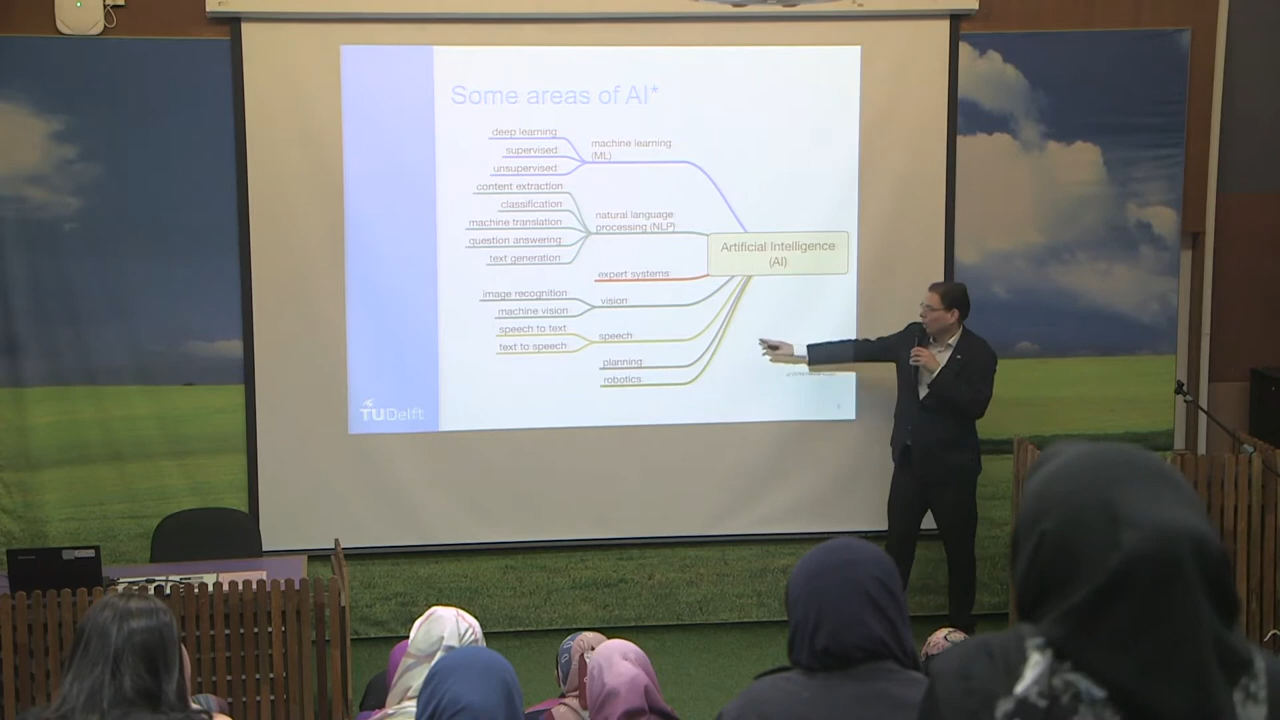 Some areas of AI*
deep learning
supervised
unsupervised
machine learning
(ML)
content extraction
classification
machine translation
question answering
text generation
natural language
processing (NLP)
Artificial Intelligence
(AI)
expert systems
image recognition
machine vision
vision
speech to text
text to speech
speech
planning
robotics
TUDelft